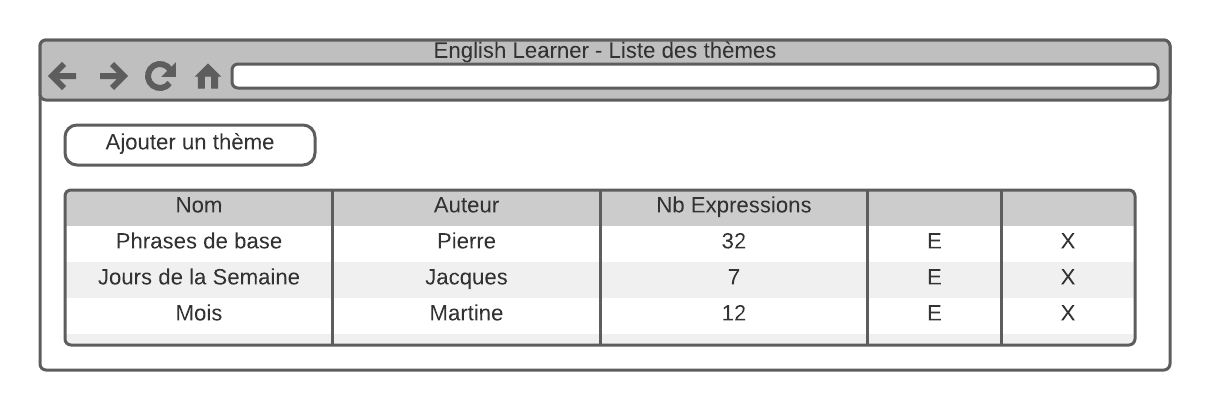 English Learner - Liste des thèmes
Ajouter un thème
Nom Auteur Nb Expressions
Phrases de base Pierre 32 E X
Jours de la Semaine Jacques 7 E X
Mois Martine 12 E X